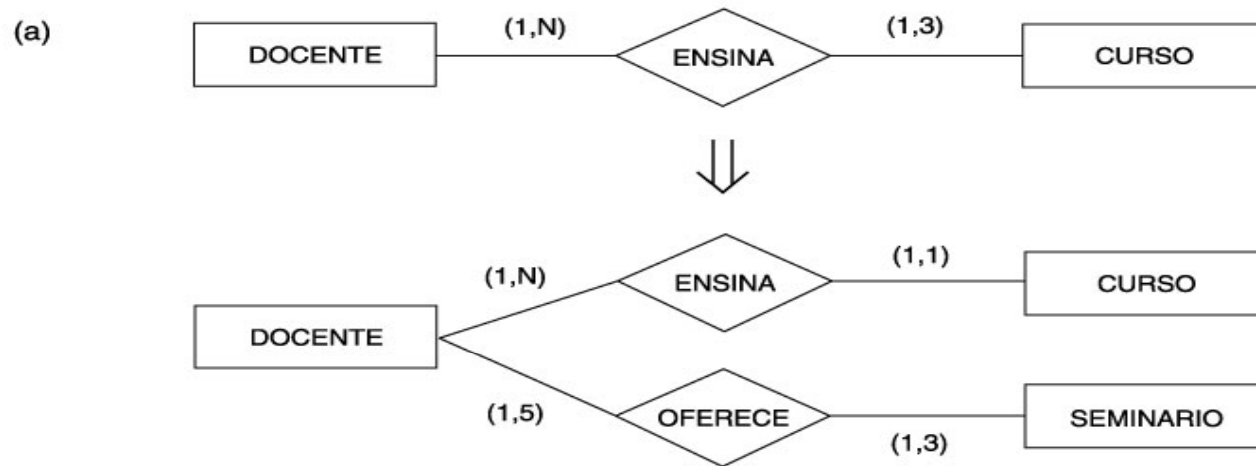 (a)
DOCENTE (1,N) ENSINA (1,3) CURSO
(1,N) ENSINA (1,1) CURSO
DOCENTE
(1,5) OFERECE (1,3) SEMINARIO